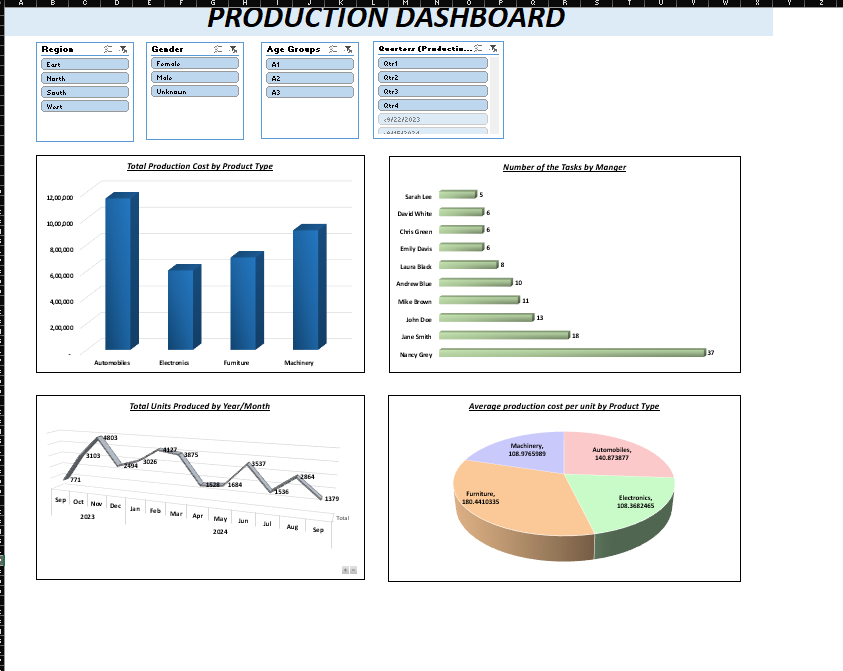 A B C D E F G H I J K L M N O P Q R S T U V W X Y Z
PRODUCTION DASHBOARD
Region
East
North
South
West
Gender
Female
Male
Unknown
Age Groups
A1
A2
A3
Quarters (Productio...
Qtr1
Qtr2
Qtr3
Qtr4
<9/22/2023
Total Production Cost by Product Type
12,00,000
10,00,000
8,00,000
6,00,000
4,00,000
2,00,000
-
Automobiles Electronics Furniture Machinery
Number of the Tasks by Manger
Sarah Lee 5
David White 6
Chris Green 6
Emily Davis 6
Laura Black 8
Andrew Blue 10
Mike Brown 11
John Doe 13
Jane Smith 18
Nancy Grey 37
Total Units Produced by Year/Month
771 3103 4803 2494 3026 4127 3875 1528 1684 3537 1536 2864 1379
Sep Oct Nov Dec Jan Feb Mar Apr May Jun Jul Aug Sep
2023 2024
Total
Average production cost per unit by Product Type
Machinery,
108.9765989
Automobiles,
140.873877
Furniture,
180.4410335
Electronics,
108.3682465